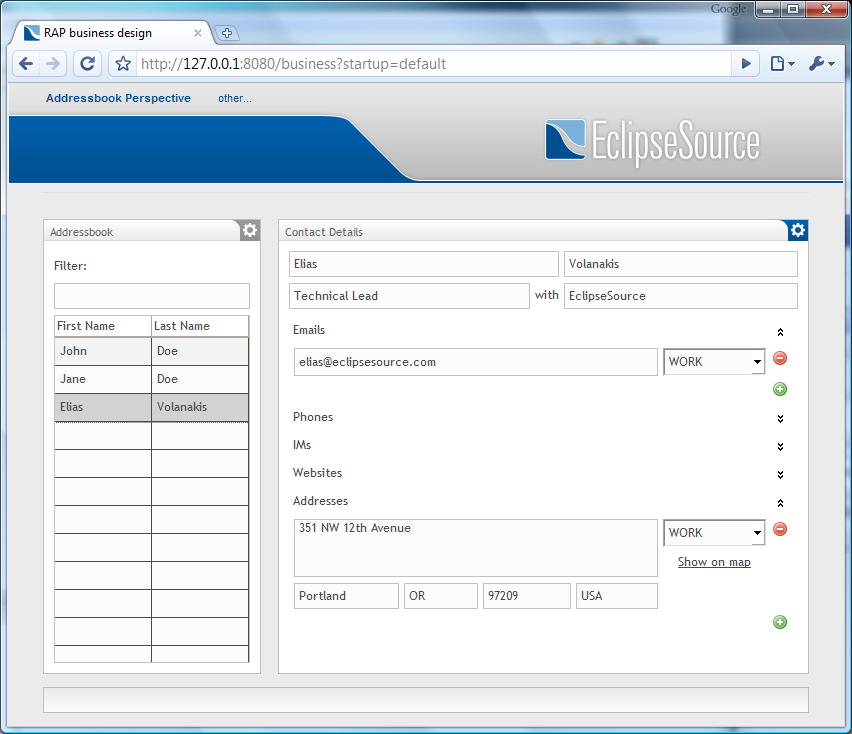 Google
RAP business design
http://127.0.0.1:8080/business?startup=default
Addressbook Perspective other...
EclipseSource
Addressbook
Filter:
First Name Last Name
John Doe
Jane Doe
Elias Volanakis
Contact Details
Elias Volanakis
Technical Lead with EclipseSource
Emails
elias@eclipsesource.com WORK
Phones
IMs
Websites
Addresses
351 NW 12th Avenue WORK
Show on map
Portland OR 97209 USA